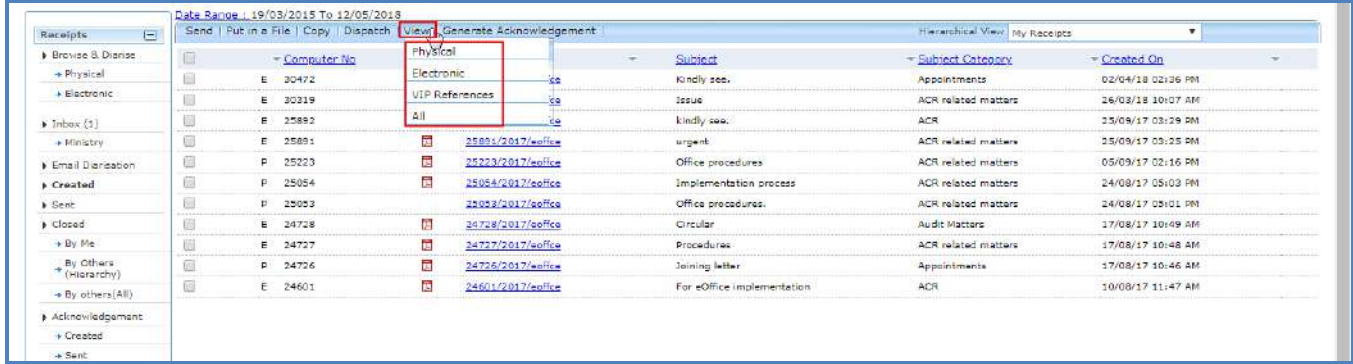 Date Range : 19/03/2015 To 12/05/2018
Receipts
Send | Put in a File | Copy | Dispatch | View | Generate Acknowledgement |
Hierarchical View My Receipts
Browse & Diarise
Physical
Electronic
Inbox (1)
Ministry
Email Diarisation
Created
Sent
Closed
By Me
By Others
(Hierarchy)
By others(All)
Acknowledgement
Created
Sent
Physical
Electronic
VIP References
All
Computer No Subject Subject Category Created On
E 30472 Kindly see. Appointments 02/04/18 02:36 PM
E 30319 Issue ACR related matters 26/03/18 10:07 AM
E 25892 kindly see. ACR 25/09/17 03:29 PM
E 25891 25891/2017/eoffce urgent ACR related matters 25/09/17 03:25 PM
P 25223 25223/2017/eoffce Office procedures ACR related matters 05/09/17 02:16 PM
P 25054 25054/2017/eoffce Implementation process ACR related matters 24/08/17 05:03 PM
P 25053 25053/2017/eoffce Office procedures. ACR related matters 24/08/17 05:01 PM
E 24728 24728/2017/eoffce Circular Audit Matters 17/08/17 10:49 AM
E 24727 24727/2017/eoffce Procedures ACR related matters 17/08/17 10:48 AM
P 24726 24726/2017/eoffce Joining letter Appointments 17/08/17 10:46 AM
E 24601 24601/2017/eoffce For eOffice implementation ACR 10/08/17 11:47 AM